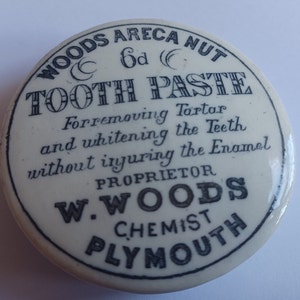 WOODS ARECA NUT
6d
TOOTH PASTE
For removing Tartar
and whitening the Teeth
without injuring the Enamel
PROPRIETOR
W. WOODS
CHEMIST
PLYMOUTH